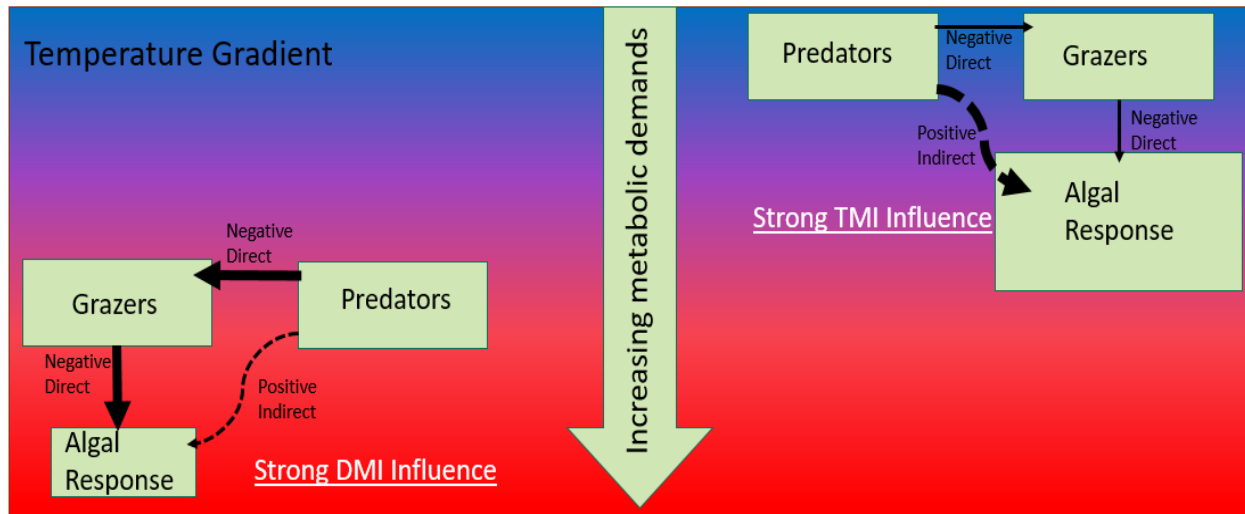 Temperature Gradient
Negative
Direct
Grazers
Predators
Negative
Direct
Positive
Indirect
Algal
Response
Strong DMI Influence
Increasing metabolic demands
Predators
Negative
Direct
Grazers
Positive
Indirect
Negative
Direct
Algal
Response
Strong TMI Influence